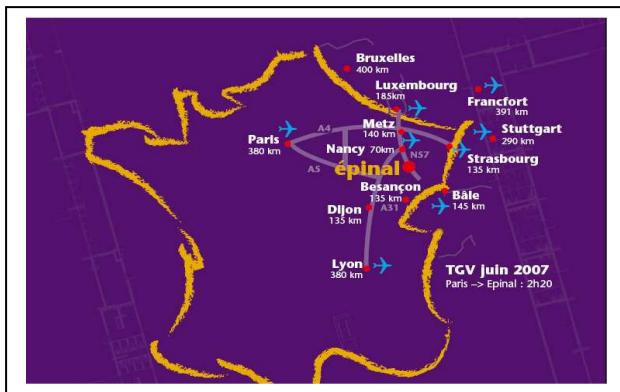 Bruxelles
400 km
Luxembourg
185km
Francfort
391 km
Metz
140 km
Stuttgart
290 km
A4
Paris
380 km
Nancy 70km
N57
Strasbourg
135 km
A5
épinal
Besançon
135 km
A31
Bâle
145 km
Dijon
135 km
Lyon
380 km
TGV juin 2007
Paris –> Epinal : 2h20